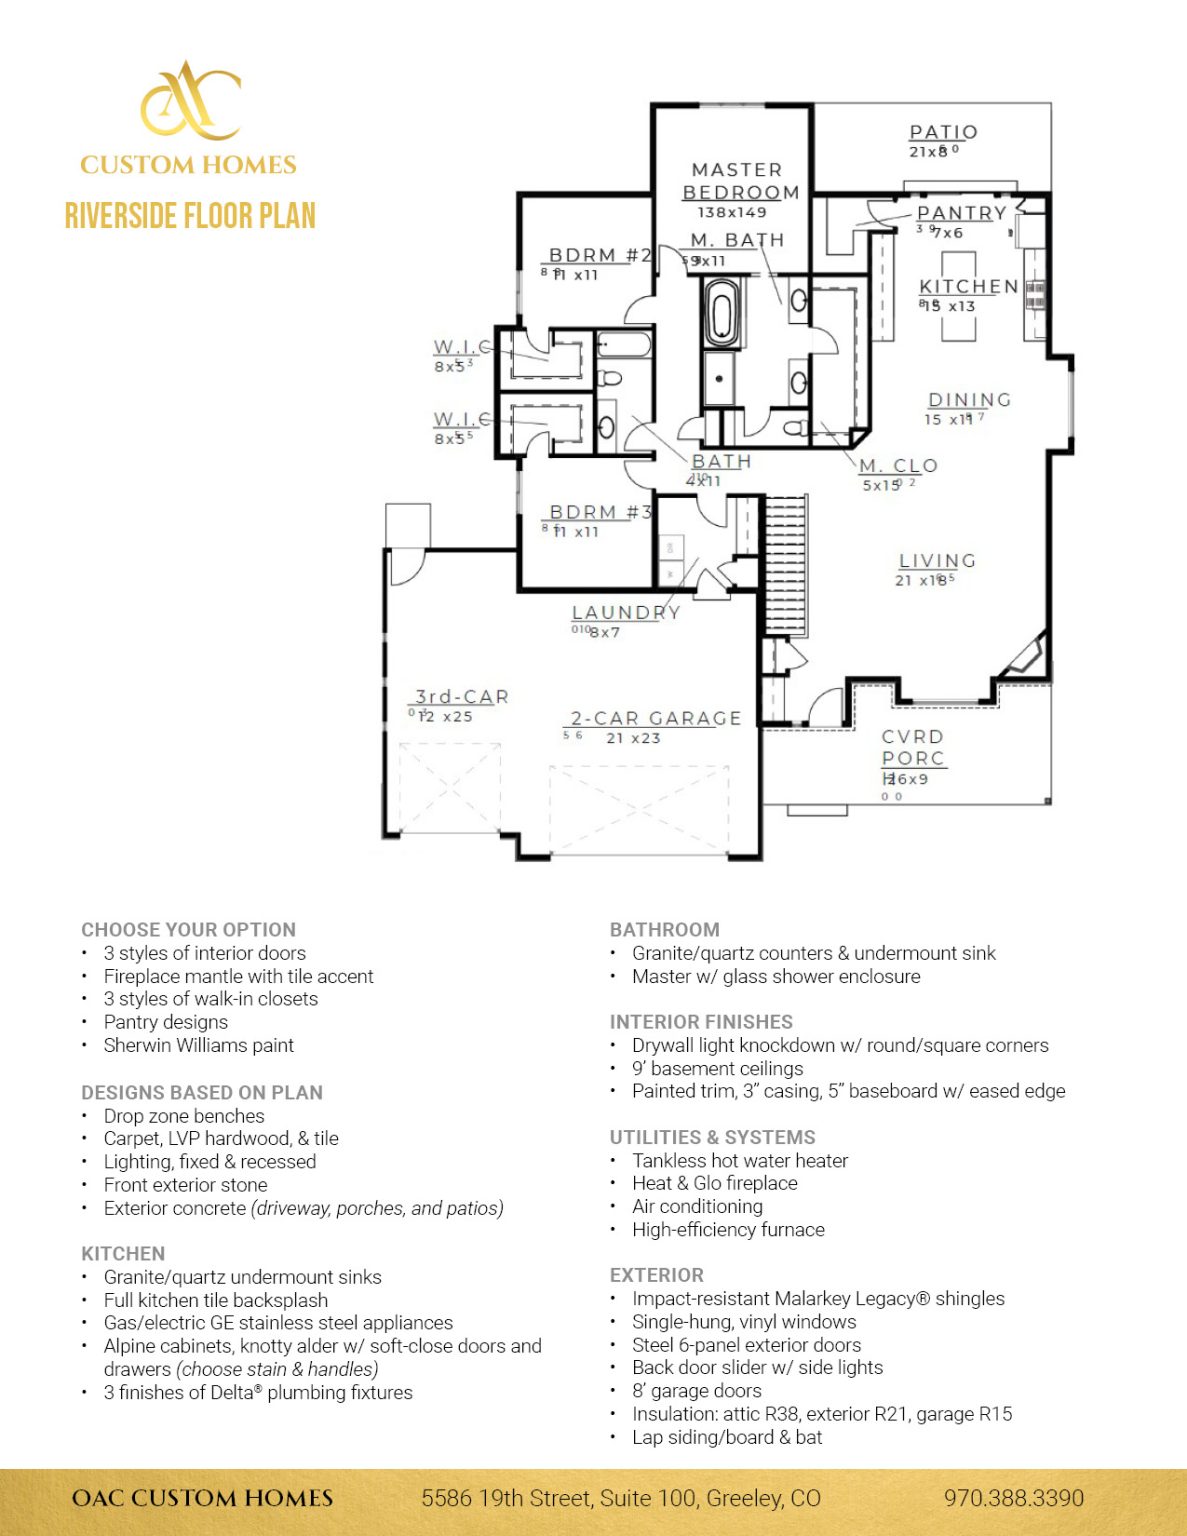 AC
CUSTOM HOMES
RIVERSIDE FLOOR PLAN
PATIO
21x8
MASTER
BEDROOM
138x149
PANTRY
7x6
M. BATH
9x11
BDRM #2
11 x11
KITCHEN
15 x13
W.I.C
8x5
DINING
15 x11
W.I.C
8x5
BATH
4x11
M. CLO
5x15
BDRM #3
11 x11
LIVING
21 x18
DR
W
LAUNDRY
8x7
3rd-CAR
12 x25
2-CAR GARAGE
21 x23
CVRD
PORC
H
26x9
CHOOSE YOUR OPTION
• 3 styles of interior doors
• Fireplace mantle with tile accent
• 3 styles of walk-in closets
• Pantry designs
• Sherwin Williams paint
DESIGNS BASED ON PLAN
• Drop zone benches
• Carpet, LVP hardwood, & tile
• Lighting, fixed & recessed
• Front exterior stone
• Exterior concrete (driveway, porches, and patios)
KITCHEN
• Granite/quartz undermount sinks
• Full kitchen tile backsplash
• Gas/electric GE stainless steel appliances
• Alpine cabinets, knotty alder w/ soft-close doors and
drawers (choose stain & handles)
• 3 finishes of Delta® plumbing fixtures
BATHROOM
• Granite/quartz counters & undermount sink
• Master w/ glass shower enclosure
INTERIOR FINISHES
• Drywall light knockdown w/ round/square corners
• 9’ basement ceilings
• Painted trim, 3” casing, 5” baseboard w/ eased edge
UTILITIES & SYSTEMS
• Tankless hot water heater
• Heat & Glo fireplace
• Air conditioning
• High-efficiency furnace
EXTERIOR
• Impact-resistant Malarkey Legacy® shingles
• Single-hung, vinyl windows
• Steel 6-panel exterior doors
• Back door slider w/ side lights
• 8’ garage doors
• Insulation: attic R38, exterior R21, garage R15
• Lap siding/board & bat
OAC CUSTOM HOMES
5586 19th Street, Suite 100, Greeley, CO
970.388.3390